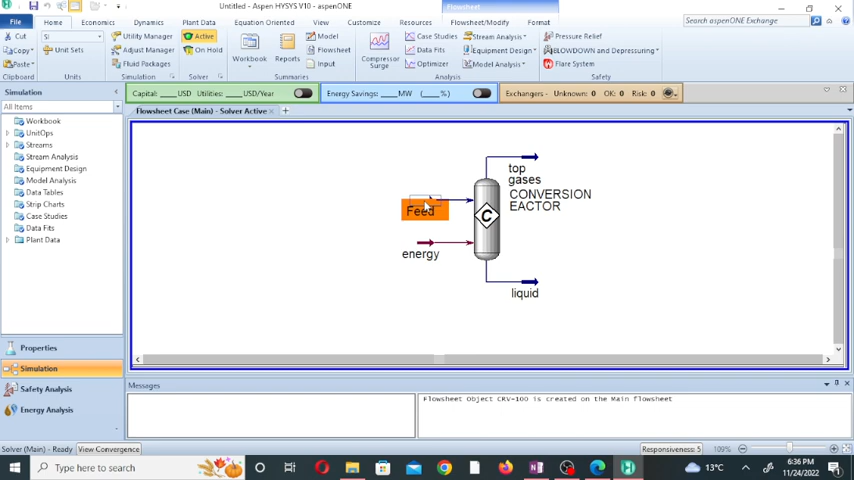 Untitled - Aspen HYSYS V10 - aspenONE
Flowsheet
File
Home
Economics
Dynamics
Plant Data
Equation Oriented
View
Customize
Resources
Flowsheet/Modify
Format
Search aspenONE Exchange
Cut
Copy
Paste
Clipboard
SI
Unit Sets
Units
Utility Manager
Adjust Manager
Fluid Packages
Simulation
Active
On Hold
Solver
Workbook
Reports
Model
Flowsheet
Input
Summaries
Compressor
Surge
Case Studies
Data Fits
Optimizer
Stream Analysis
Equipment Design
Model Analysis
Analysis
Pressure Relief
BLOWDOWN and Depressuring
Flare System
Safety
Simulation
All Items
Workbook
UnitOps
Streams
Stream Analysis
Equipment Design
Model Analysis
Data Tables
Strip Charts
Case Studies
Data Fits
Plant Data
Properties
Simulation
Safety Analysis
Energy Analysis
Capital: USD Utilities: USD/Year
Energy Savings: MW ( %)
Exchangers - Unknown: 0 OK: 0 Risk: 0
Flowsheet Case (Main) - Solver Active
top
gases
CONVERSION
EACTOR
Feed
C
energy
liquid
Messages
Flowsheet Object CRV-100 is created on the Main flowsheet
Solver (Main) - Ready
View Convergence
Responsiveness: 5
109%
Type here to search
13°C
6:36 PM
11/24/2022